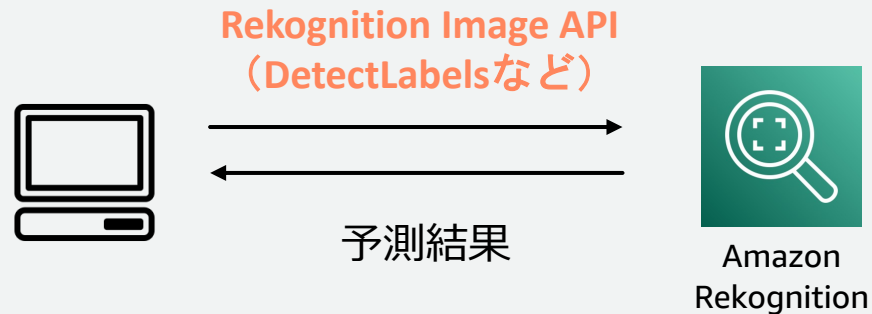 Rekognition Image API
（DetectLabelsなど）
予測結果
Amazon
Rekognition